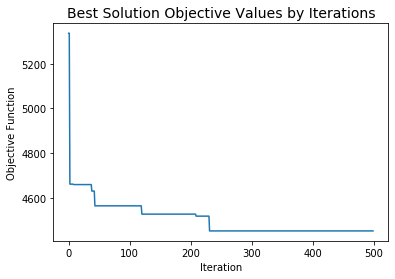 Best Solution Objective Values by Iterations
Objective Function
5200
5000
4800
4600
0 100 200 300 400 500
Iteration